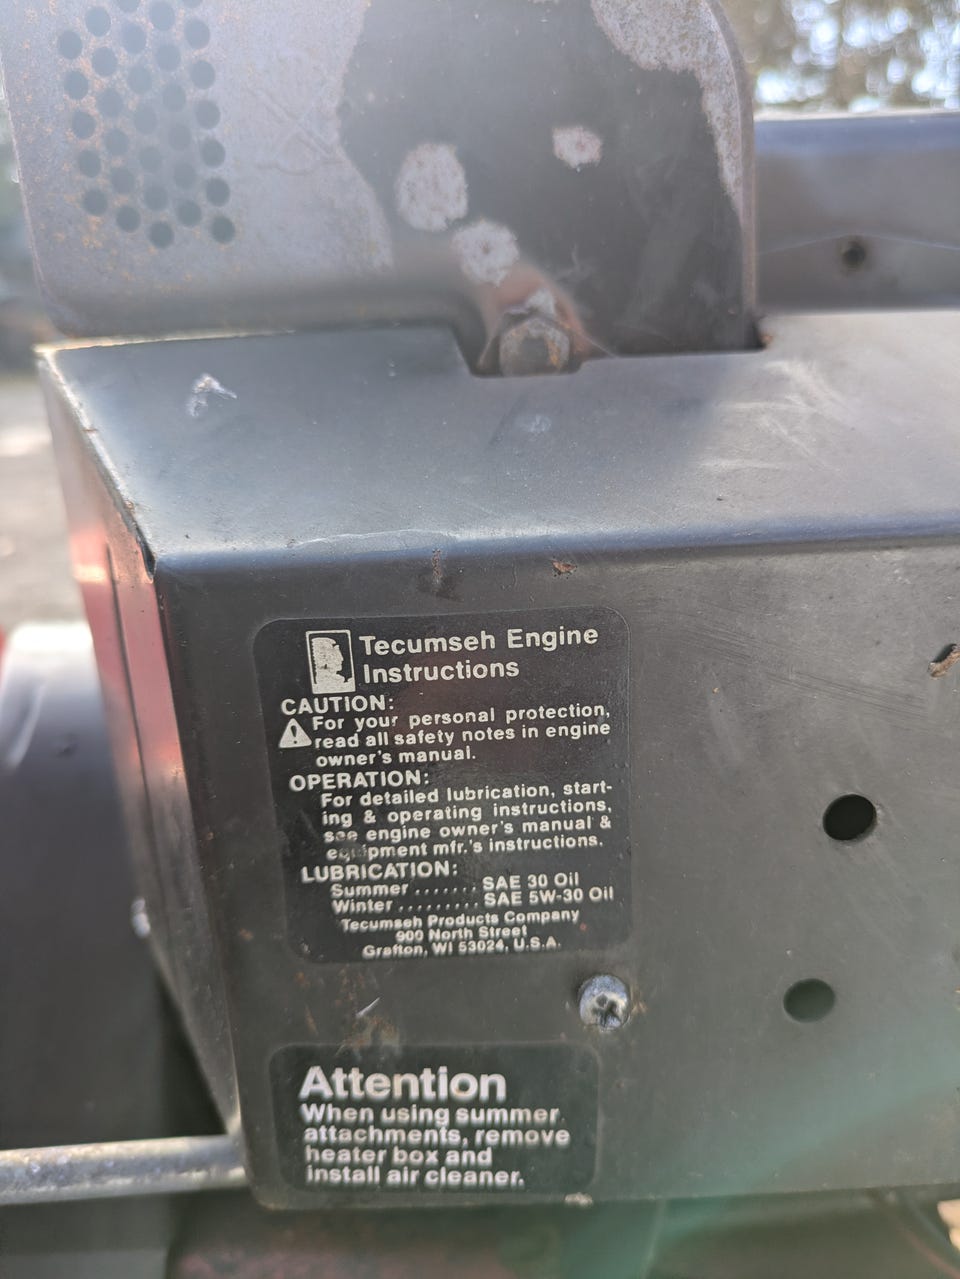 Tecumseh Engine
Instructions
CAUTION:
For your personal protection,
read all safety notes in engine
owner's manual.
OPERATION:
For detailed lubrication, start-
ing & operating instructions,
see engine owner's manual &
equipment mfr.'s instructions.
LUBRICATION:
Summer ....... SAE 30 Oil
Winter ......... SAE 5W-30 Oil
Tecumseh Products Company
900 North Street
Grafton, WI 53024, U.S.A.
Attention
When using summer
attachments, remove
heater box and
install air cleaner.